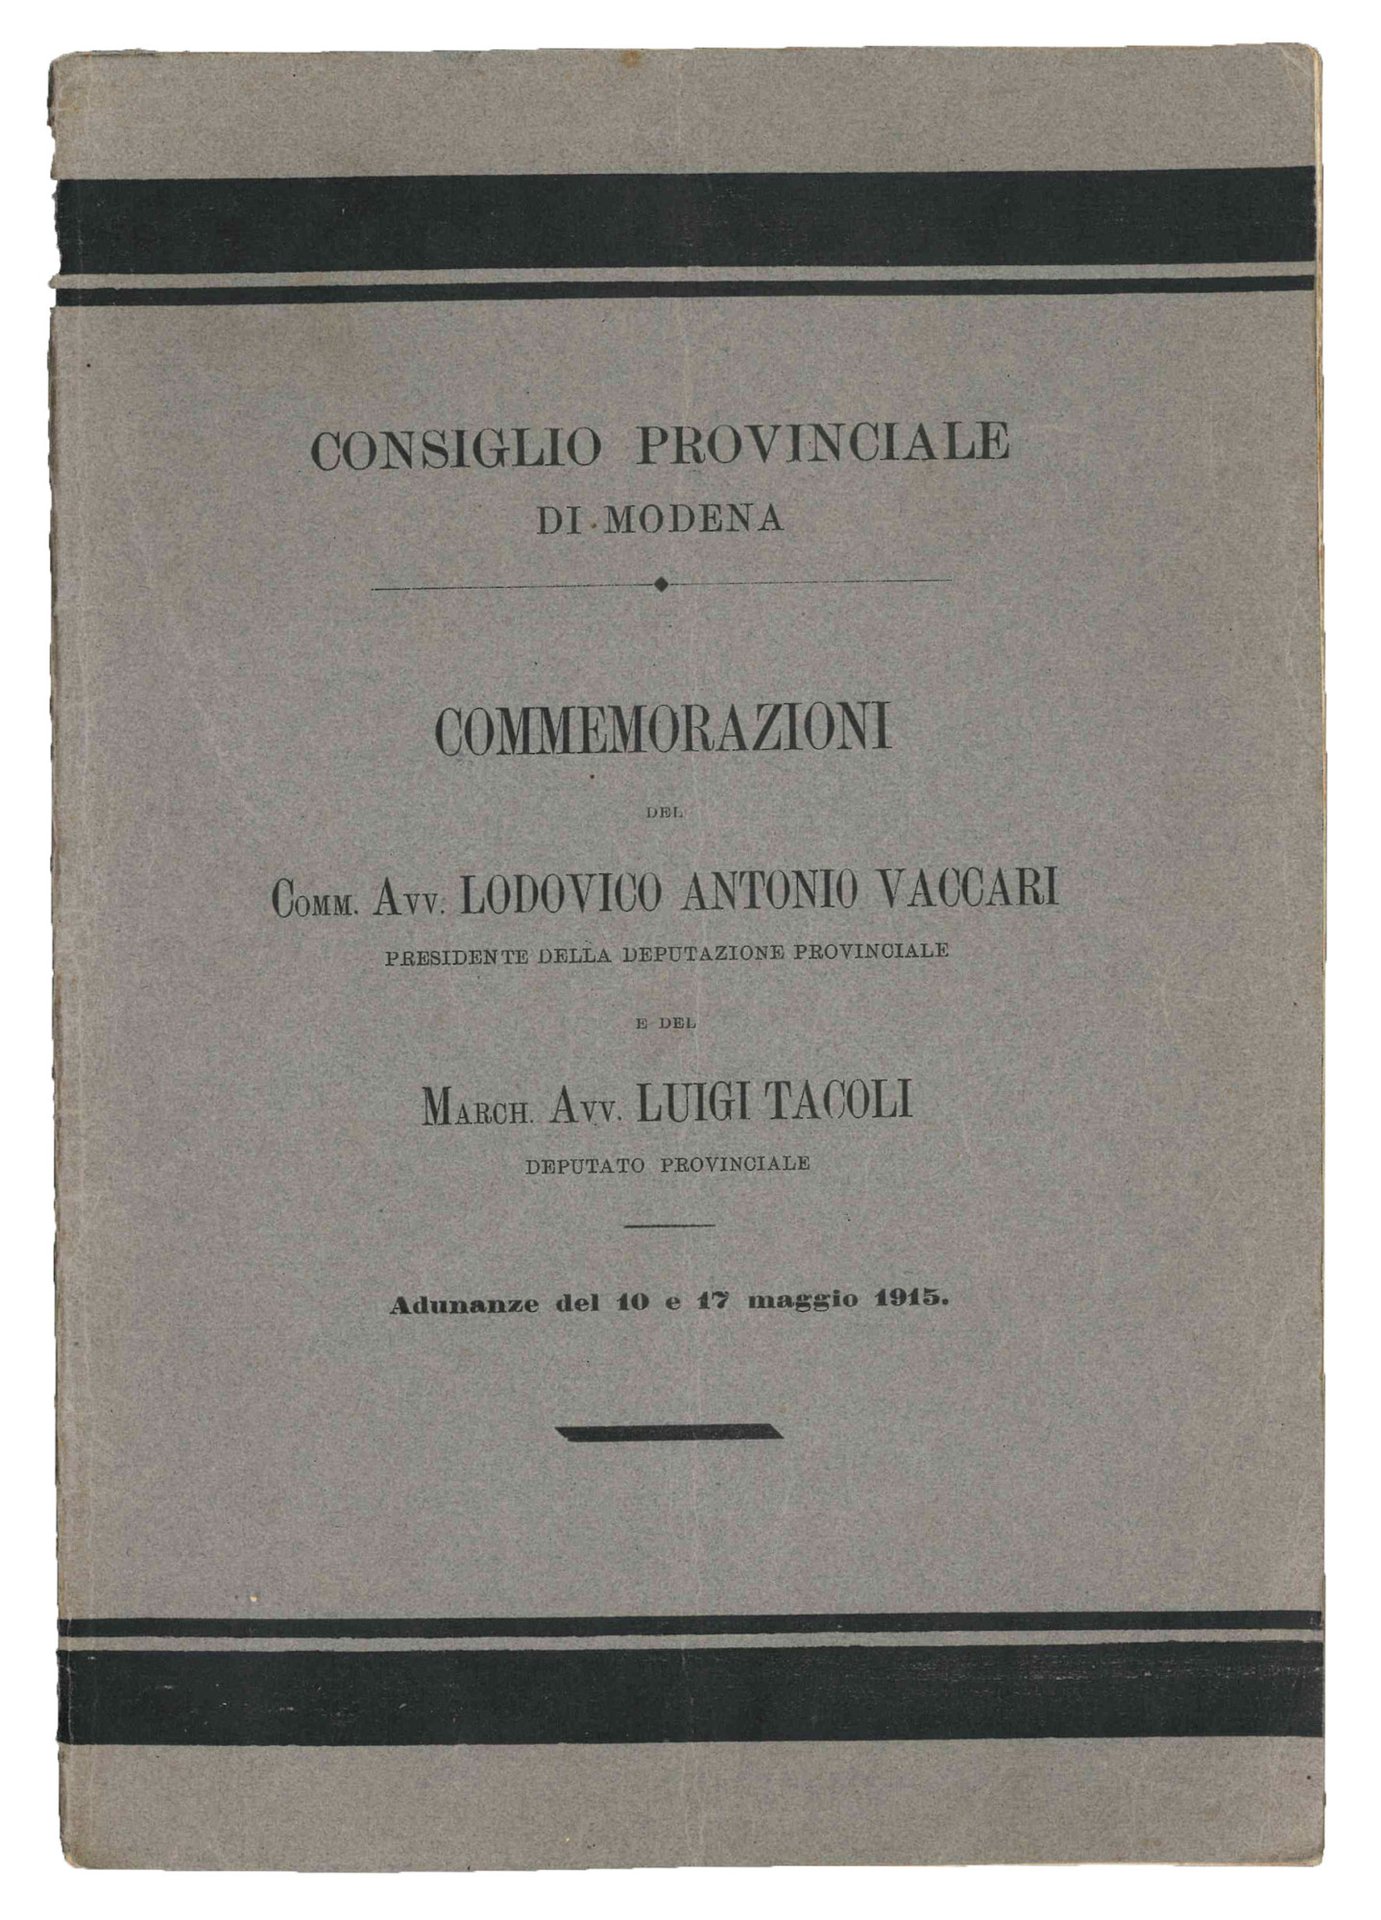 CONSIGLIO PROVINCIALE
DI MODENA
COMMEMORAZIONI
DEL
COMM. AVV. LODOVICO ANTONIO VACCARI
PRESIDENTE DELLA DEPUTAZIONE PROVINCIALE
E DEL
MARCH. AVV. LUIGI TACOLI
DEPUTATO PROVINCIALE
Adunanze del 10 e 17 maggio 1915.